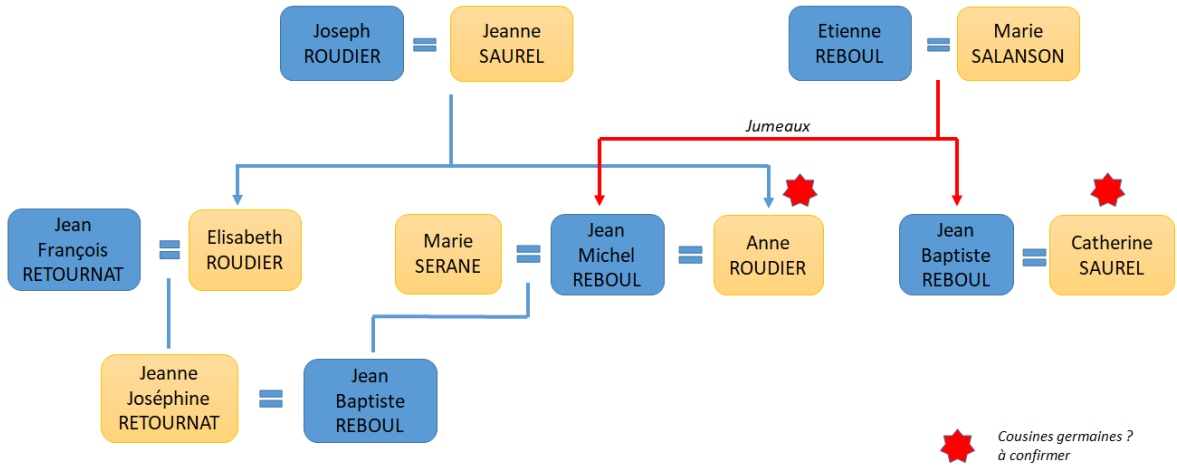 Joseph
ROUDIER
Jeanne
SAUREL
Etienne
REBOUL
Marie
SALANSON
Jumeaux
Jean
François
RETOURNAT
Elisabeth
ROUDIER
Marie
SERANE
Jean
Michel
REBOUL
Anne
ROUDIER
Jean
Baptiste
REBOUL
Catherine
SAUREL
Jeanne
Joséphine
RETOURNAT
Jean
Baptiste
REBOUL
Cousines germaines ?
à confirmer